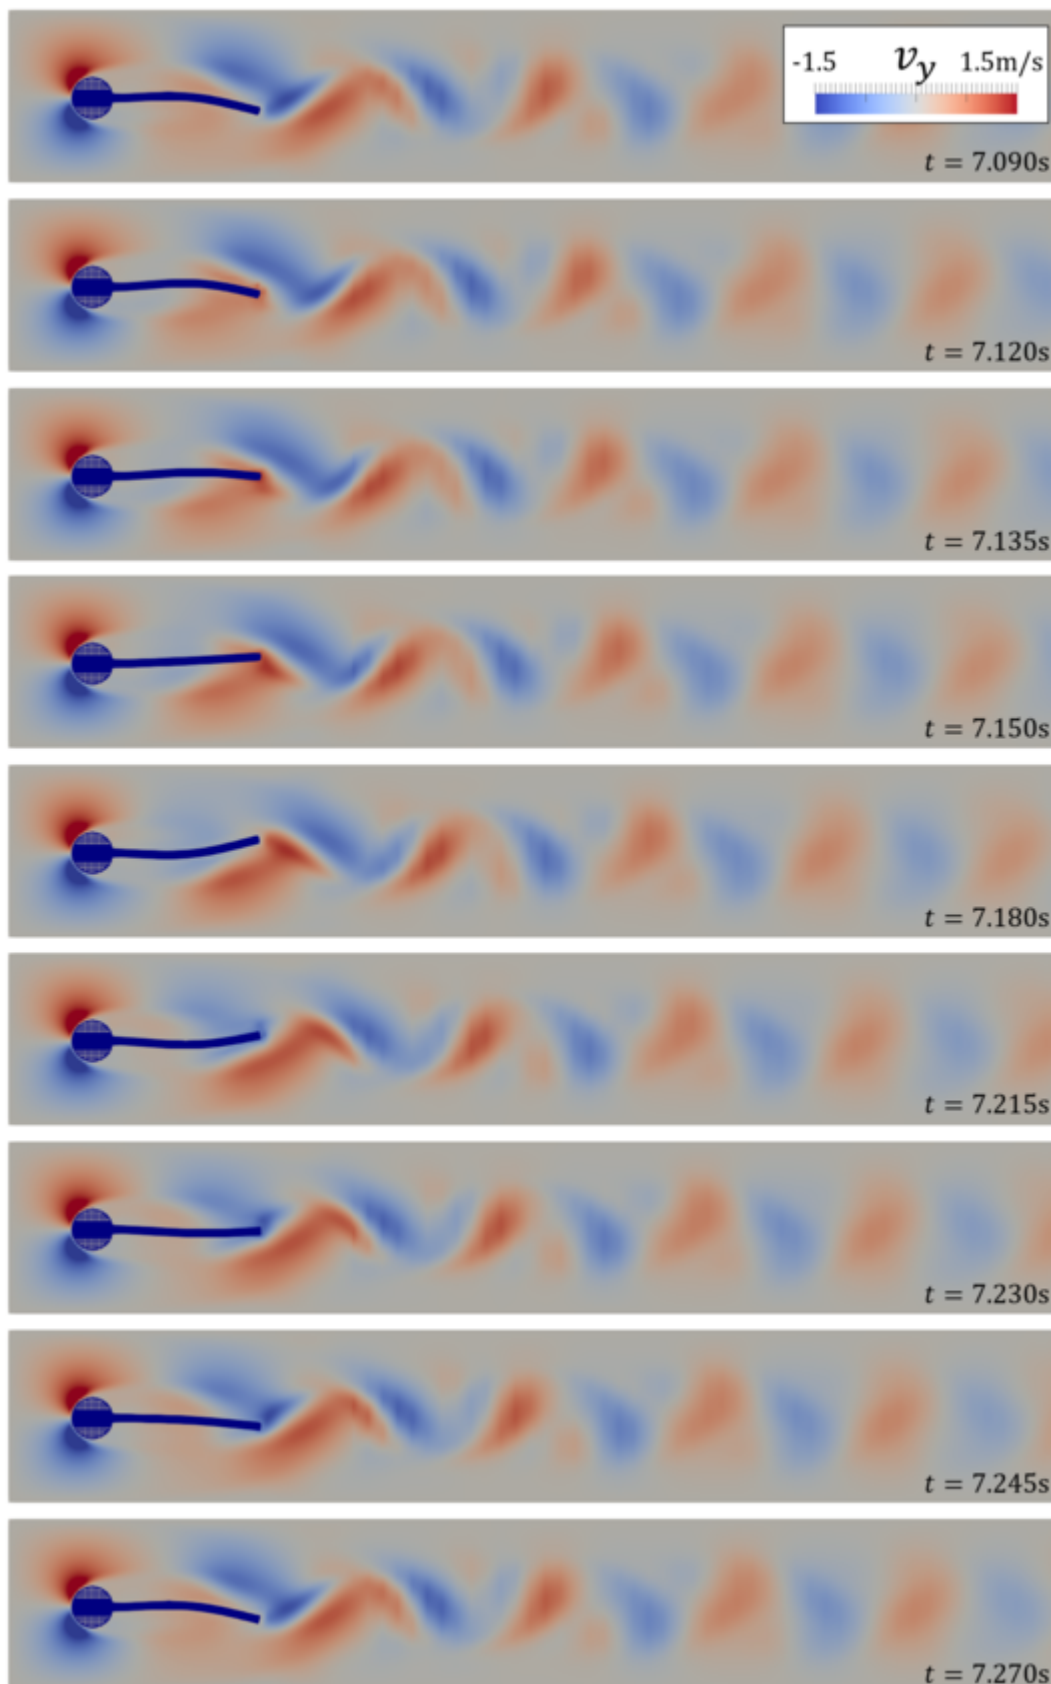 -1.5 v_y 1.5m/s
t = 7.090s
t = 7.120s
t = 7.135s
t = 7.150s
t = 7.180s
t = 7.215s
t = 7.230s
t = 7.245s
t = 7.270s